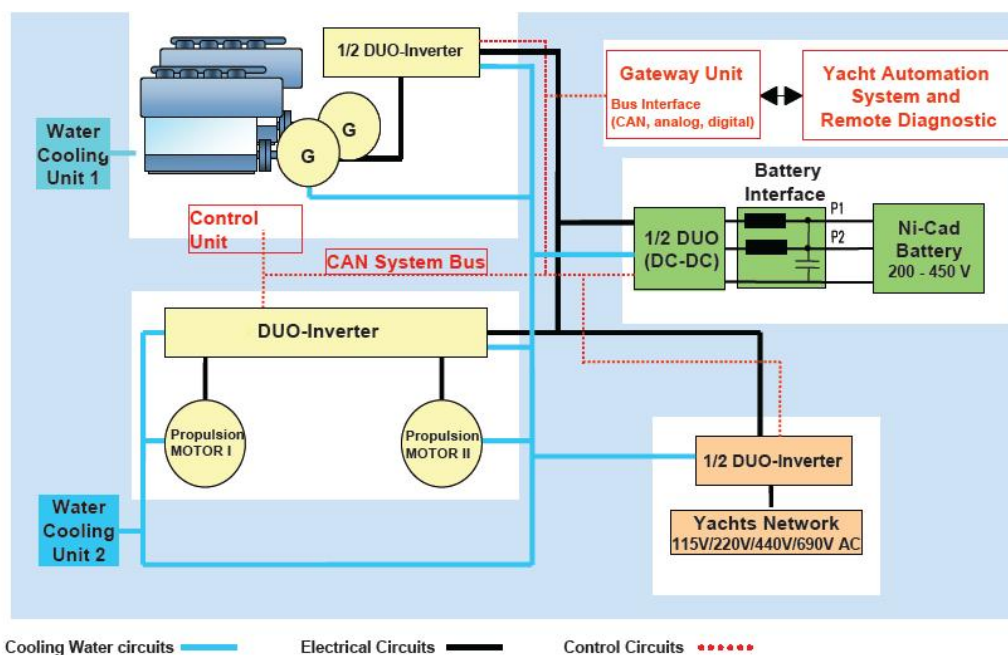 1/2 DUO-Inverter
Gateway Unit
Bus Interface
(CAN, analog, digital)
Yacht Automation
System and
Remote Diagnostic
Water
Cooling
Unit 1
G
G
Battery
Interface
P1
P2
1/2 DUO
(DC-DC)
Ni-Cad
Battery
200 - 450 V
Control
Unit
CAN System Bus
DUO-Inverter
Propulsion
MOTOR I
Propulsion
MOTOR II
1/2 DUO-Inverter
Yachts Network
115V/220V/440V/690V AC
Water
Cooling
Unit 2
Cooling Water circuits
Electrical Circuits
Control Circuits